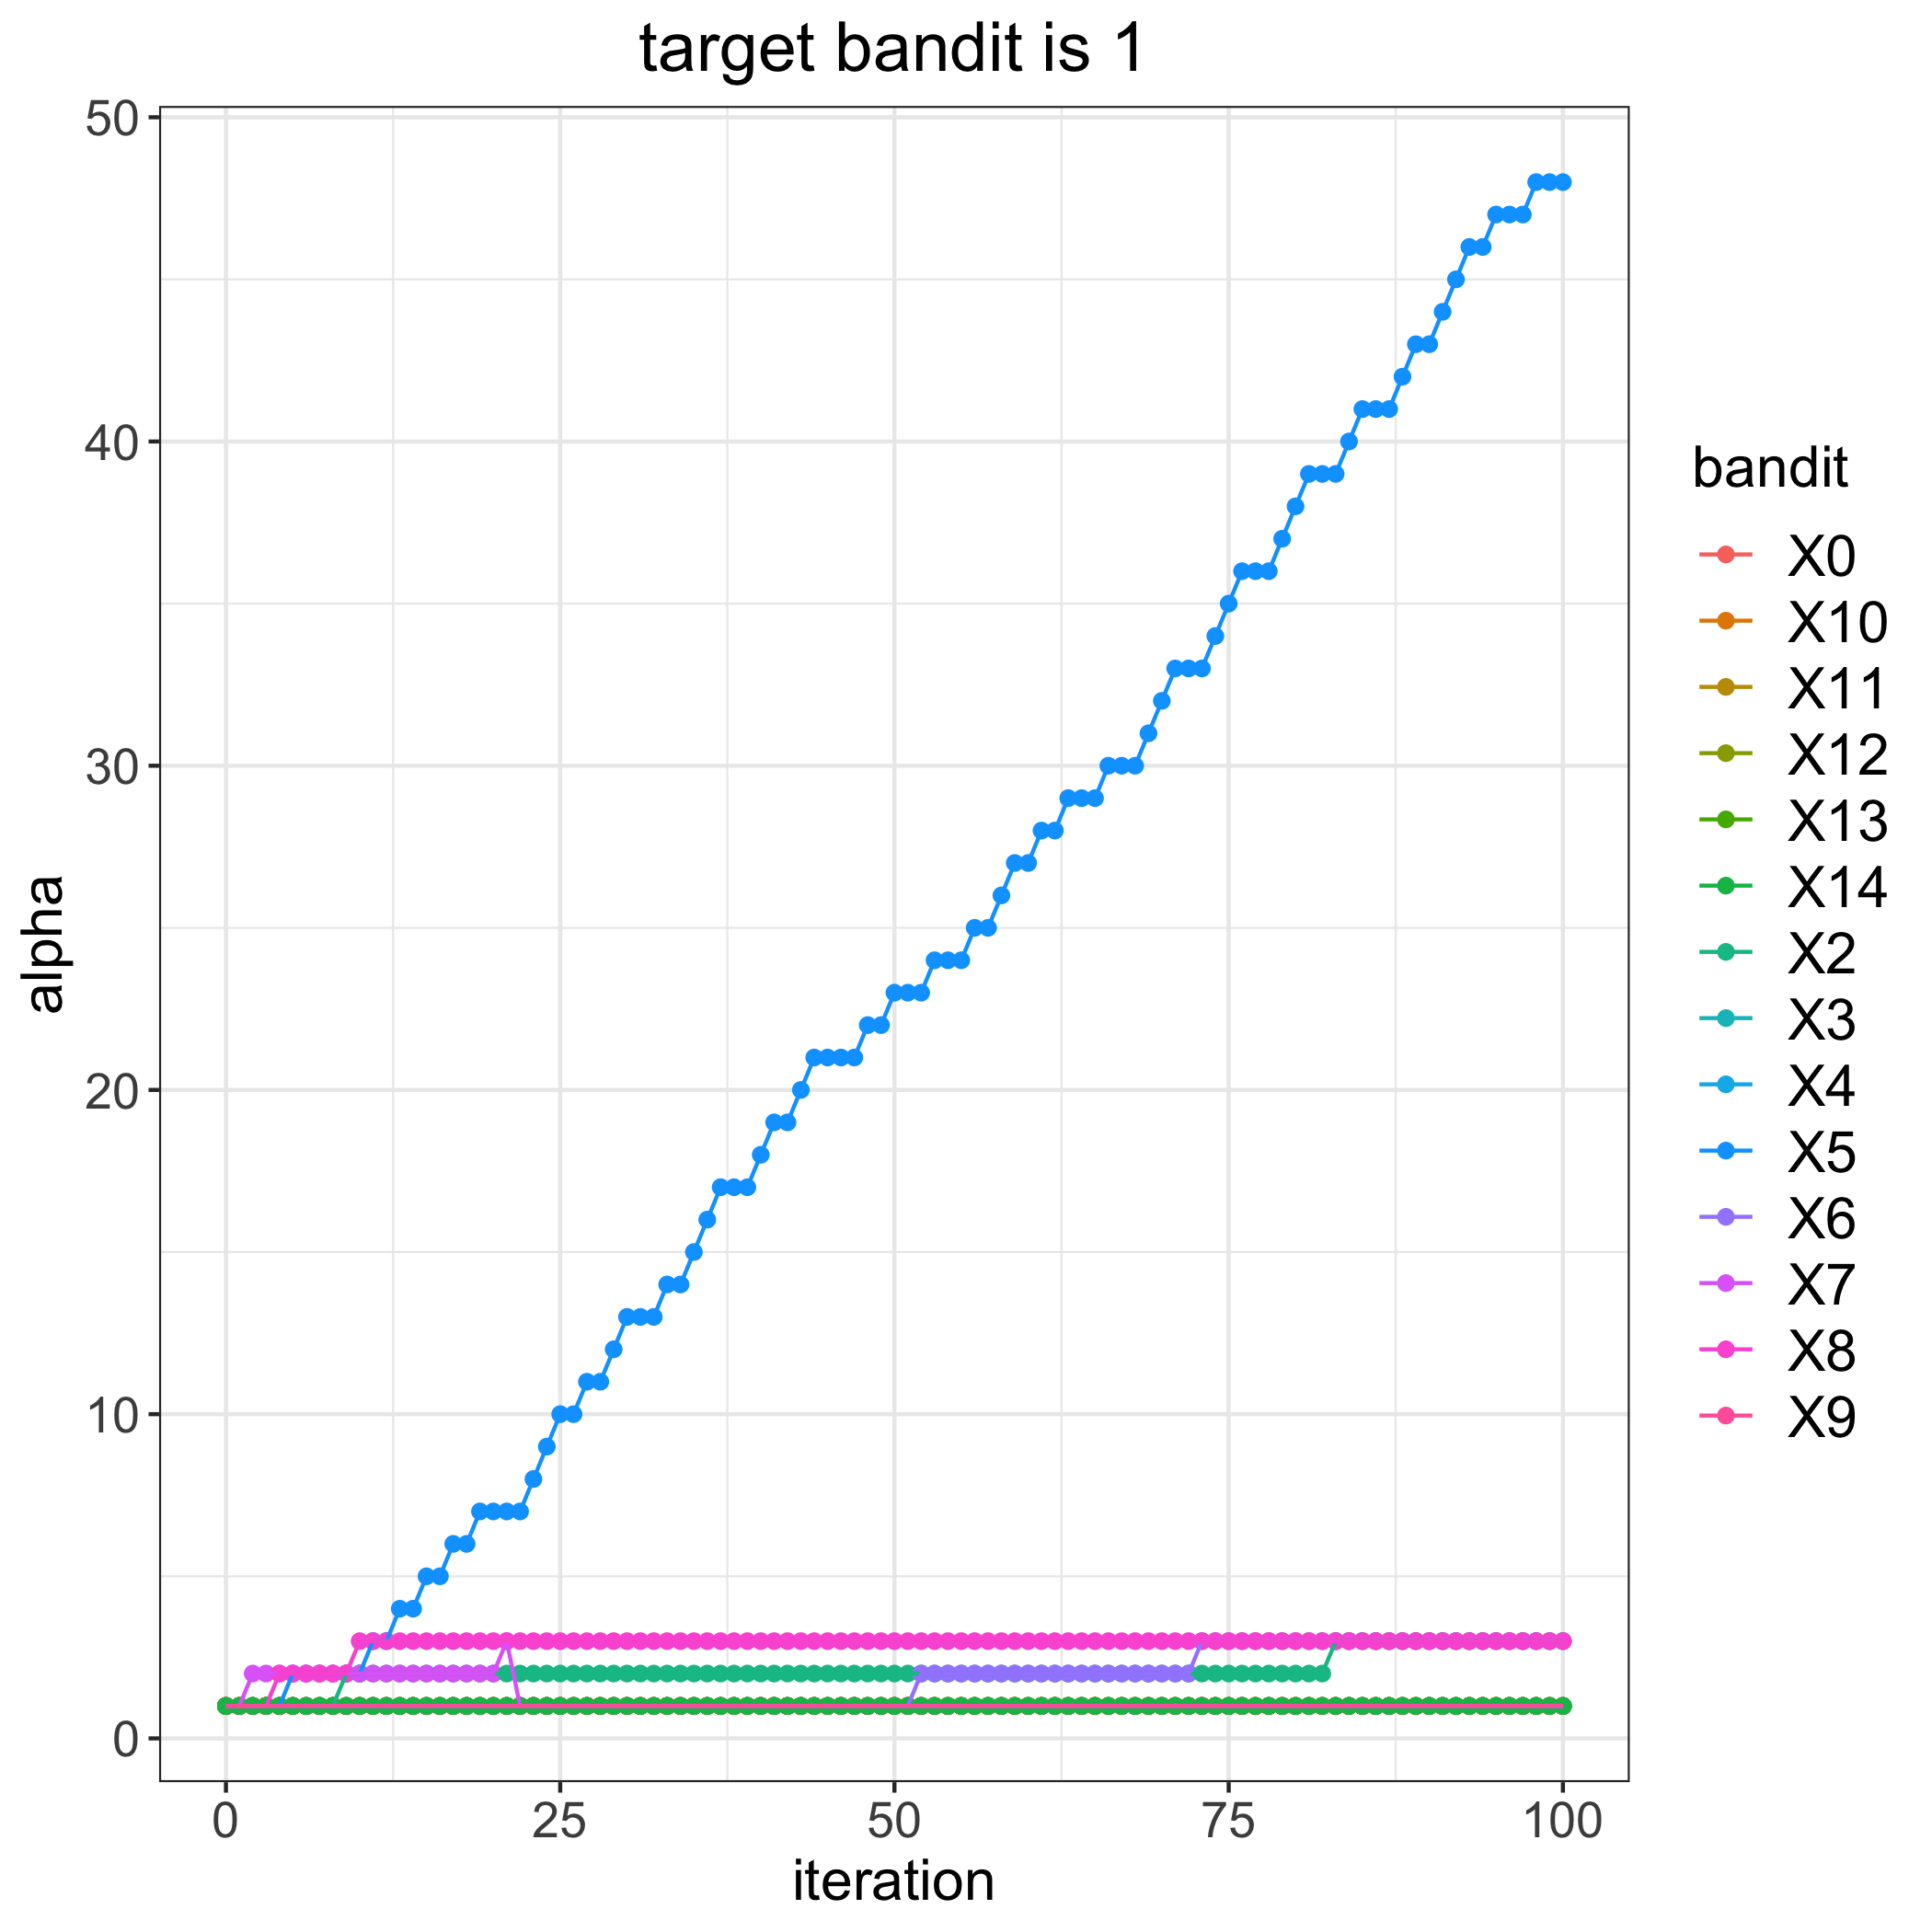 target bandit is 1
50
40
30
20
10
0
alpha
0 25 50 75 100
iteration
bandit
X0
X10
X11
X12
X13
X14
X2
X3
X4
X5
X6
X7
X8
X9